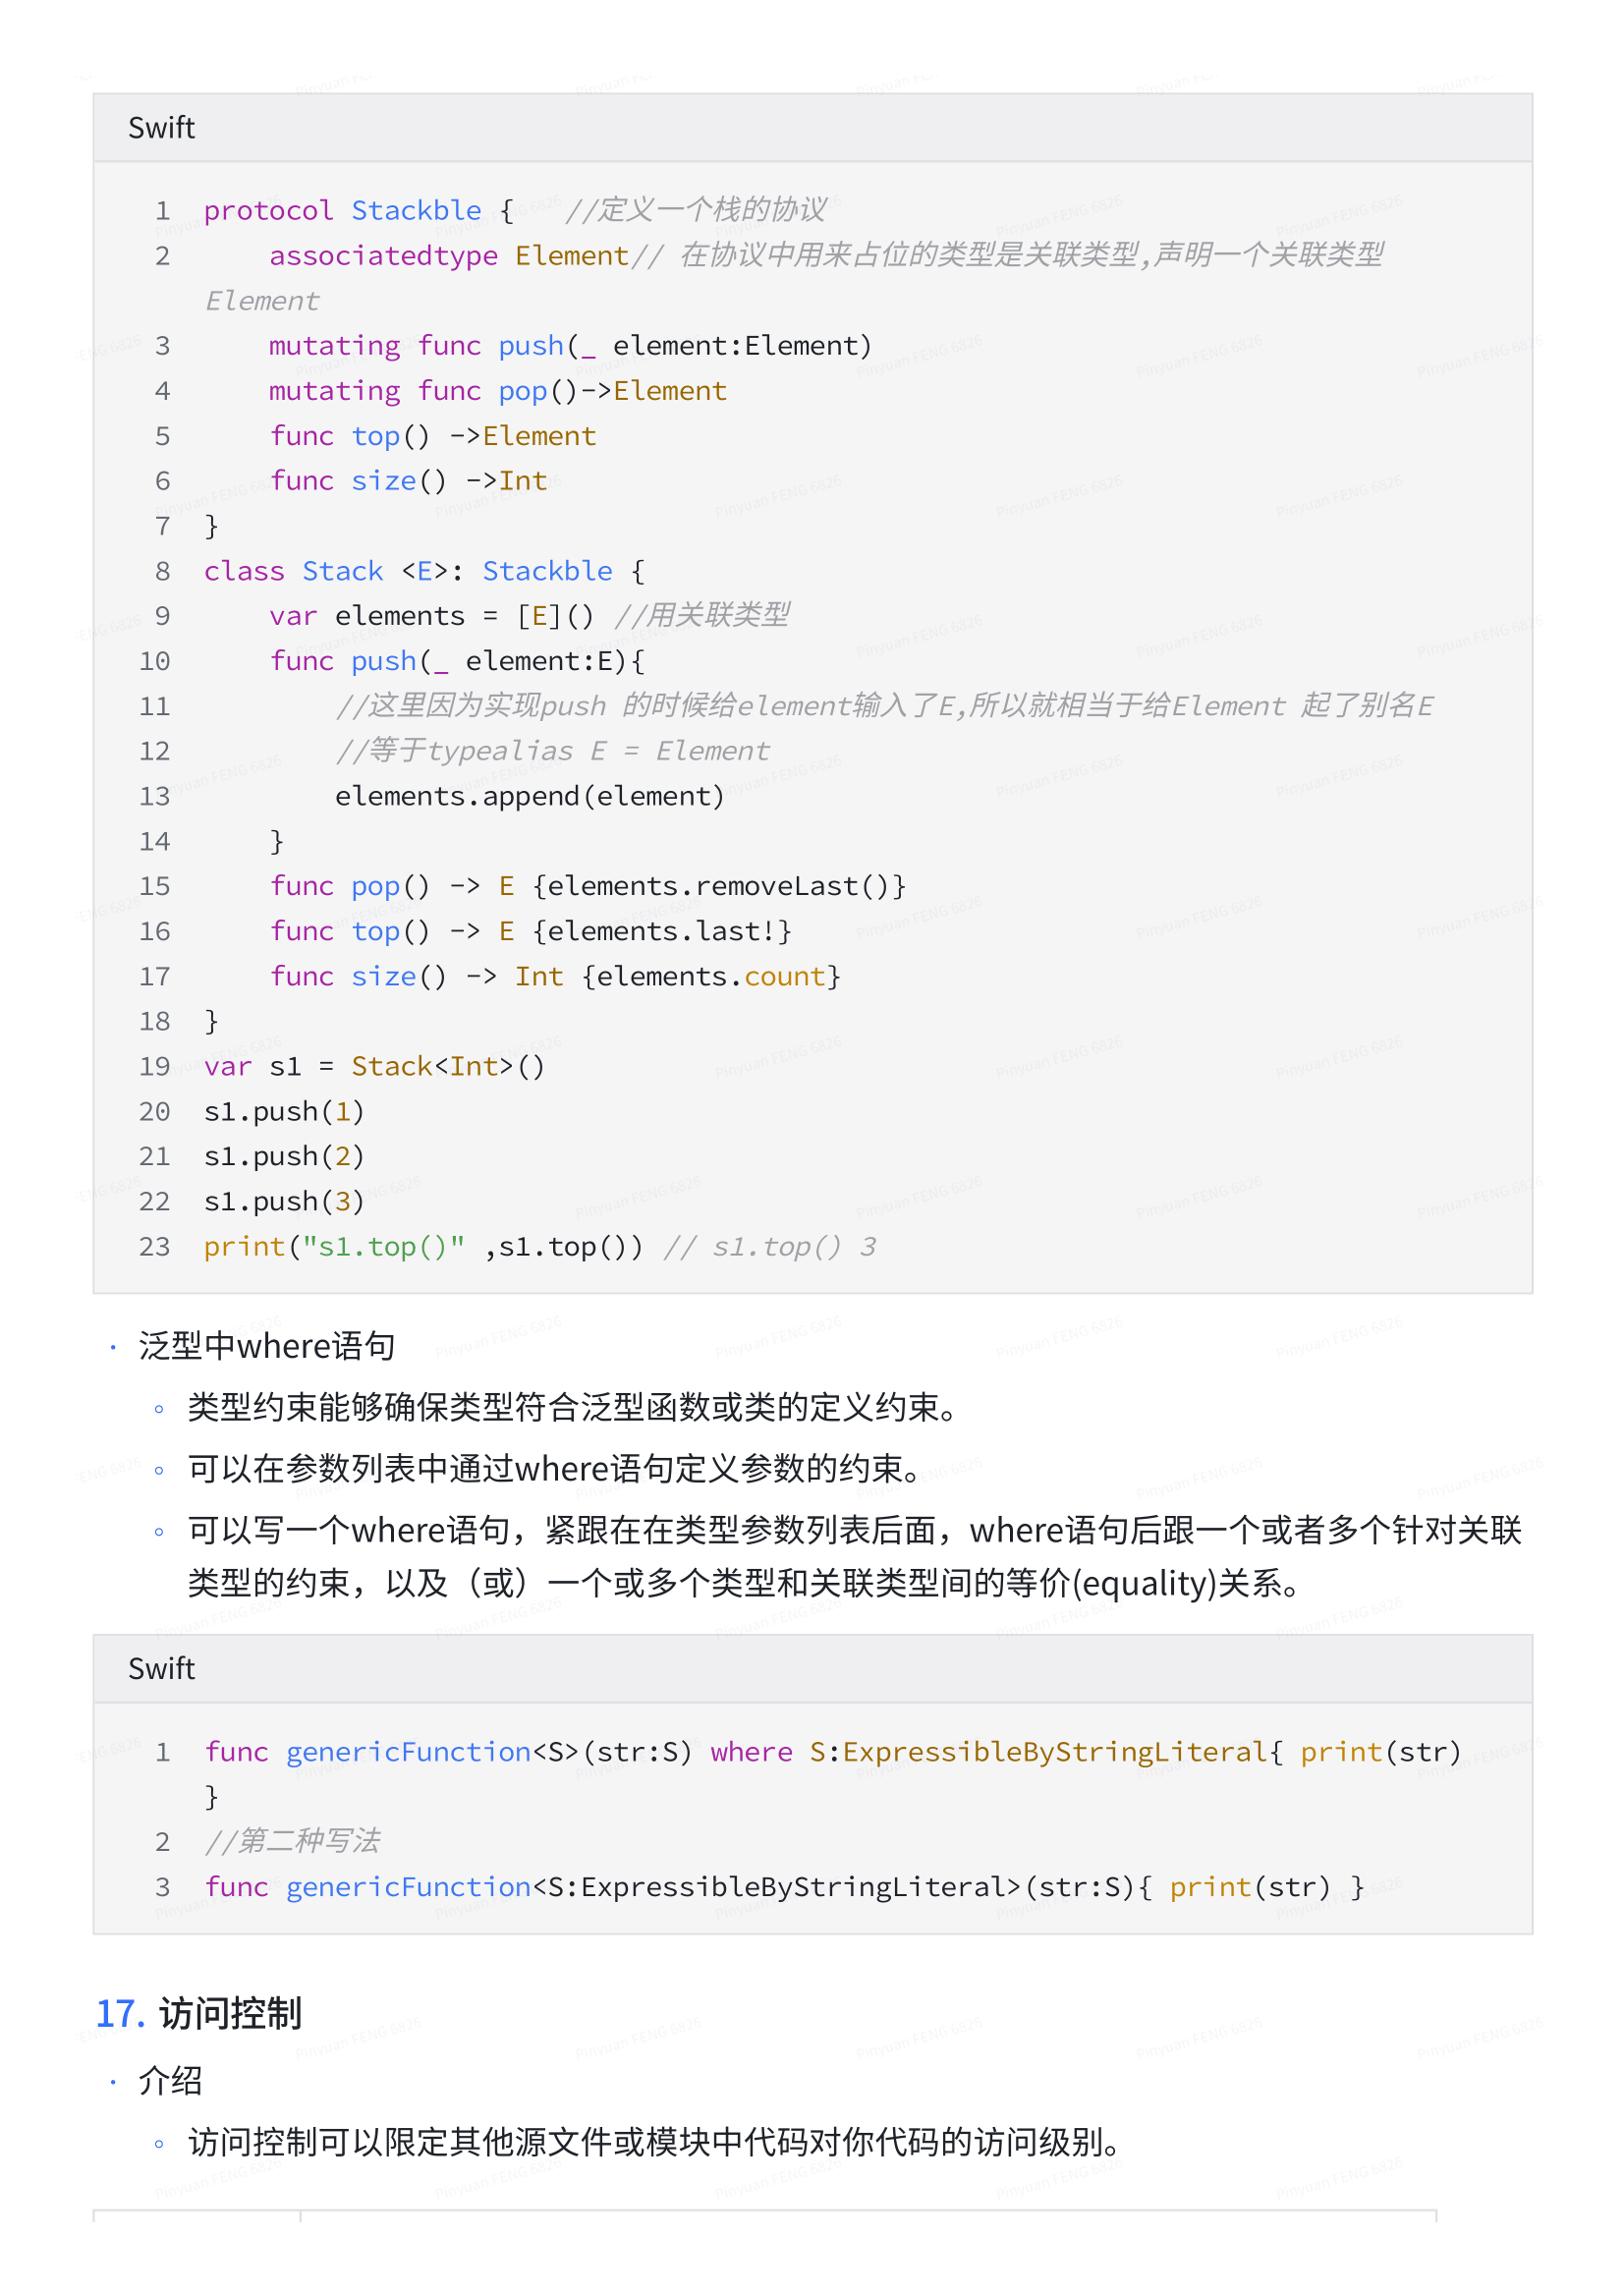 Swift
1 protocol Stackble {   //定义一个栈的协议
2     associatedtype Element// 在协议中用来占位的类型是关联类型,声明一个关联类型
Element
3     mutating func push(_ element:Element)
4     mutating func pop()->Element
5     func top() ->Element
6     func size() ->Int
7 }
8 class Stack <E>: Stackble {
9     var elements = [E]() //用关联类型
10     func push(_ element:E){
11         //这里因为实现push 的时候给element输入了E,所以就相当于给Element 起了别名E
12         //等于typealias E = Element
13         elements.append(element)
14     }
15     func pop() -> E {elements.removeLast()}
16     func top() -> E {elements.last!}
17     func size() -> Int {elements.count}
18 }
19 var s1 = Stack<Int>()
20 s1.push(1)
21 s1.push(2)
22 s1.push(3)
23 print("s1.top()" ,s1.top()) // s1.top() 3
· 泛型中where语句
◦ 类型约束能够确保类型符合泛型函数或类的定义约束。
◦ 可以在参数列表中通过where语句定义参数的约束。
◦ 可以写一个where语句，紧跟在在类型参数列表后面，where语句后跟一个或者多个针对关联
类型的约束，以及（或）一个或多个类型和关联类型间的等价(equality)关系。
Swift
1 func genericFunction<S>(str:S) where S:ExpressibleByStringLiteral{ print(str)
}
2 //第二种写法
3 func genericFunction<S:ExpressibleByStringLiteral>(str:S){ print(str) }
17. 访问控制
· 介绍
◦ 访问控制可以限定其他源文件或模块中代码对你代码的访问级别。
Pinyuan FENG 6826